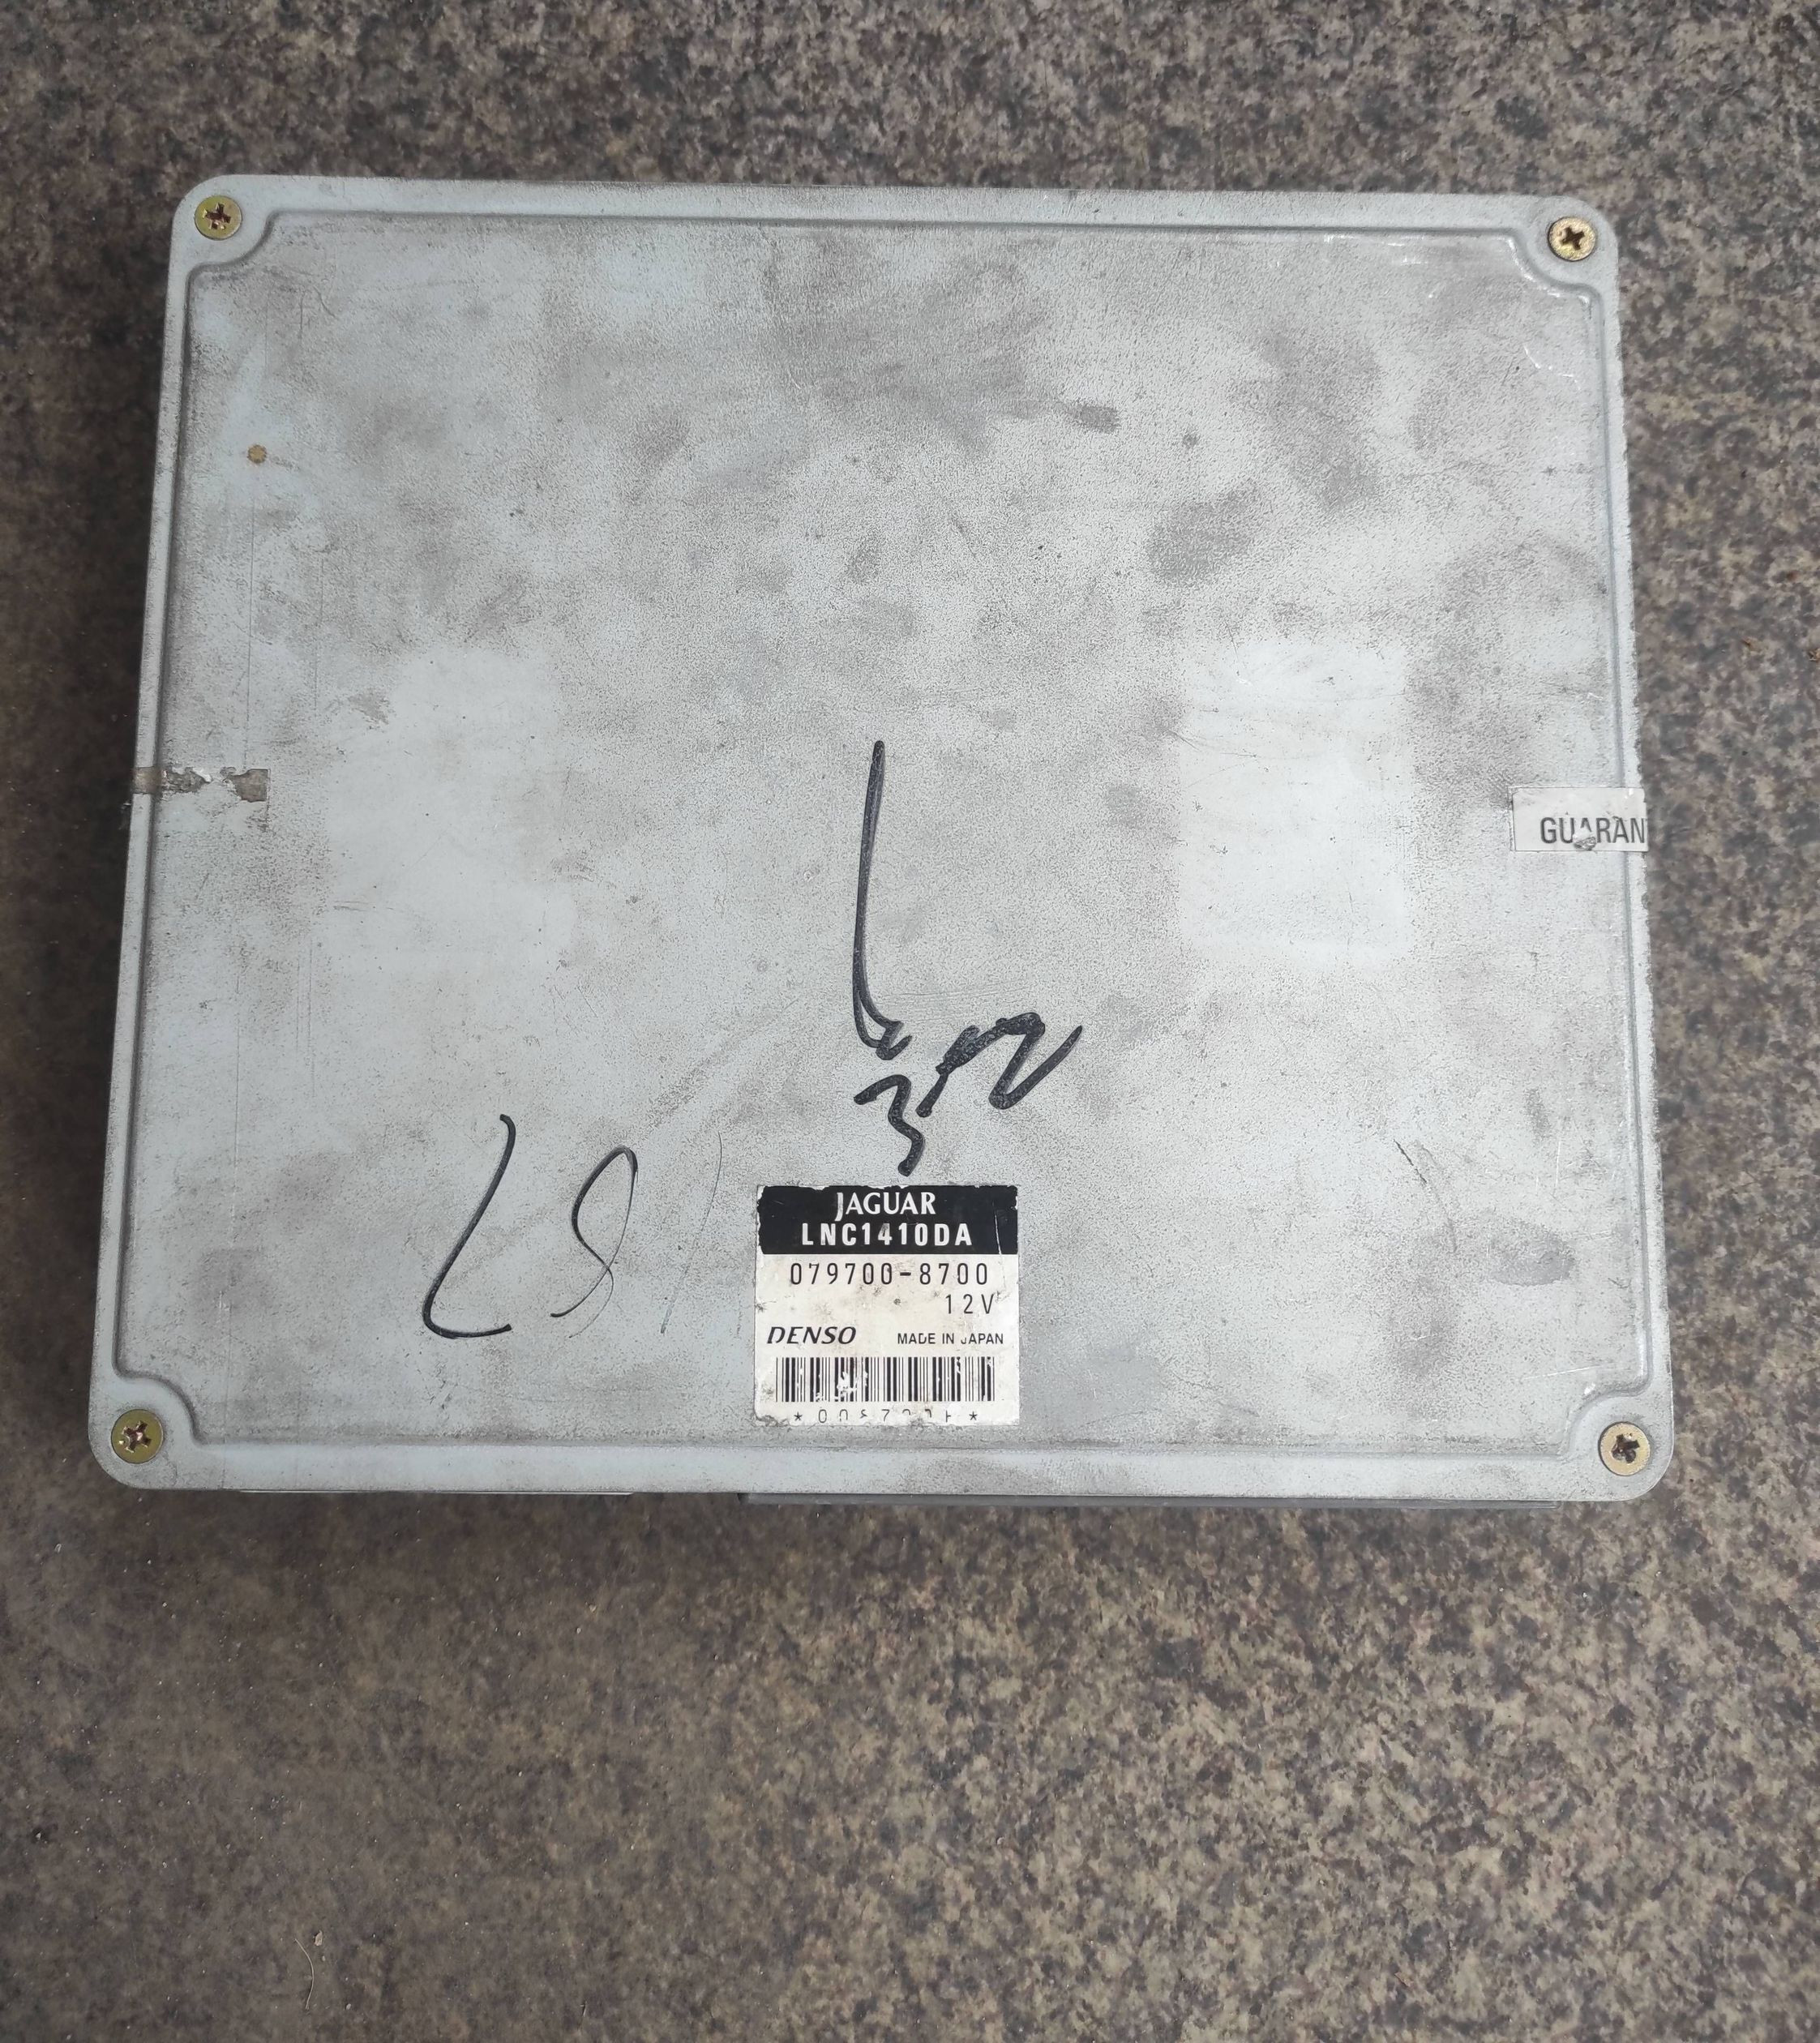 GUARAN
JAGUAR
LNC1410DA
079700-8700
12V
DENSO MADE IN JAPAN